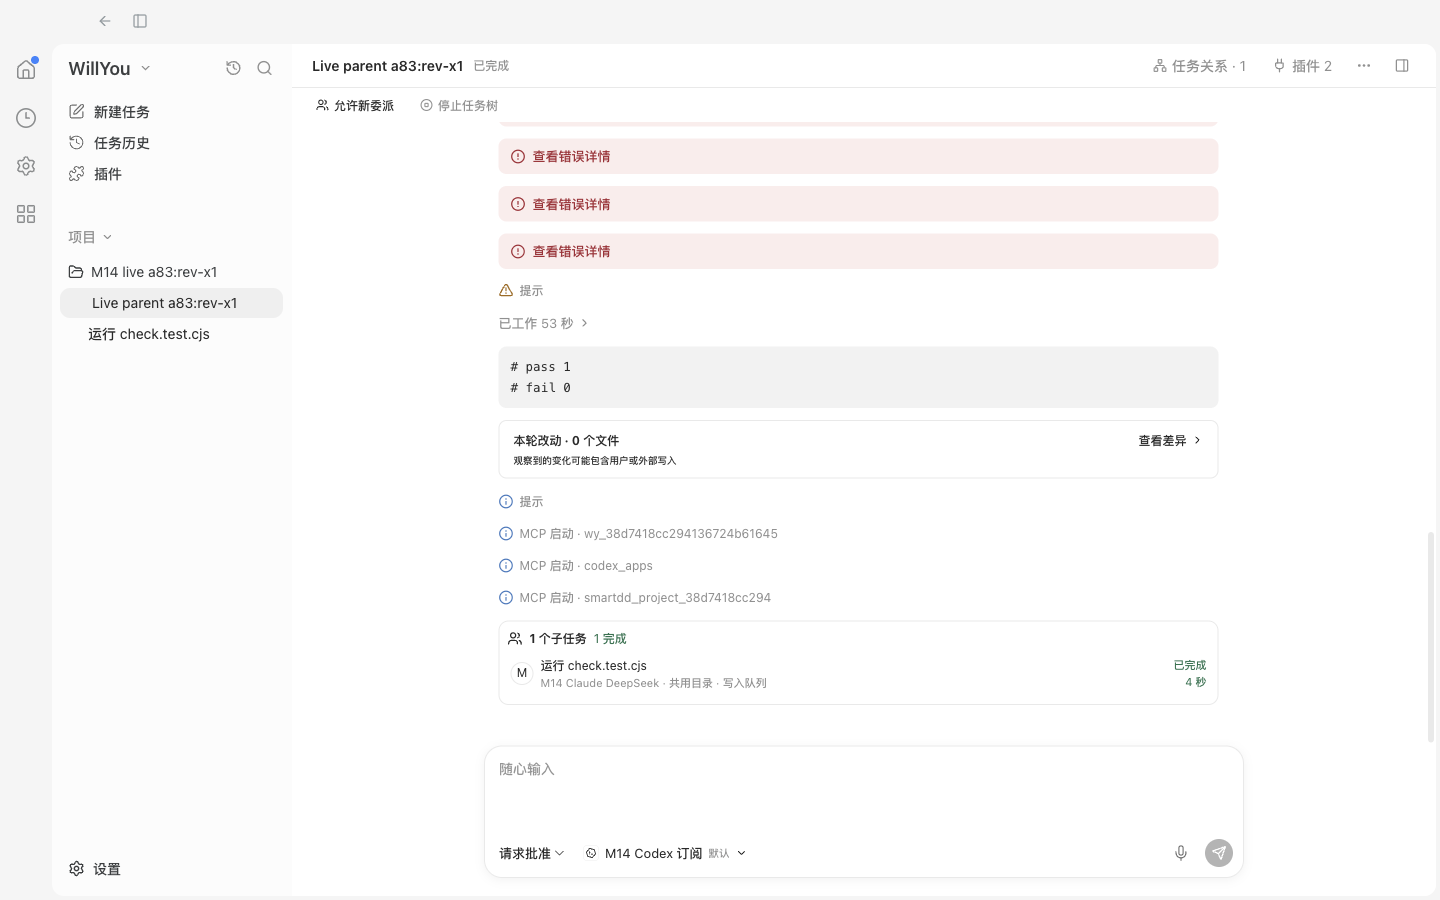 WillYou
新建任务
任务历史
插件
项目
M14 live a83:rev-x1
Live parent a83:rev-x1
运行 check.test.cjs
设置
Live parent a83:rev-x1 已完成
任务关系 · 1
插件 2
允许新委派
停止任务树
查看错误详情
查看错误详情
查看错误详情
提示
已工作 53 秒
# pass 1
# fail 0
本轮改动 · 0 个文件
查看差异
观察到的变化可能包含用户或外部写入
提示
MCP 启动 · wy_38d7418cc294136724b61645
MCP 启动 · codex_apps
MCP 启动 · smartdd_project_38d7418cc294
1 个子任务 1 完成
M
运行 check.test.cjs
已完成
M14 Claude DeepSeek · 共用目录 · 写入队列
4 秒
随心输入
请求批准
M14 Codex 订阅 默认